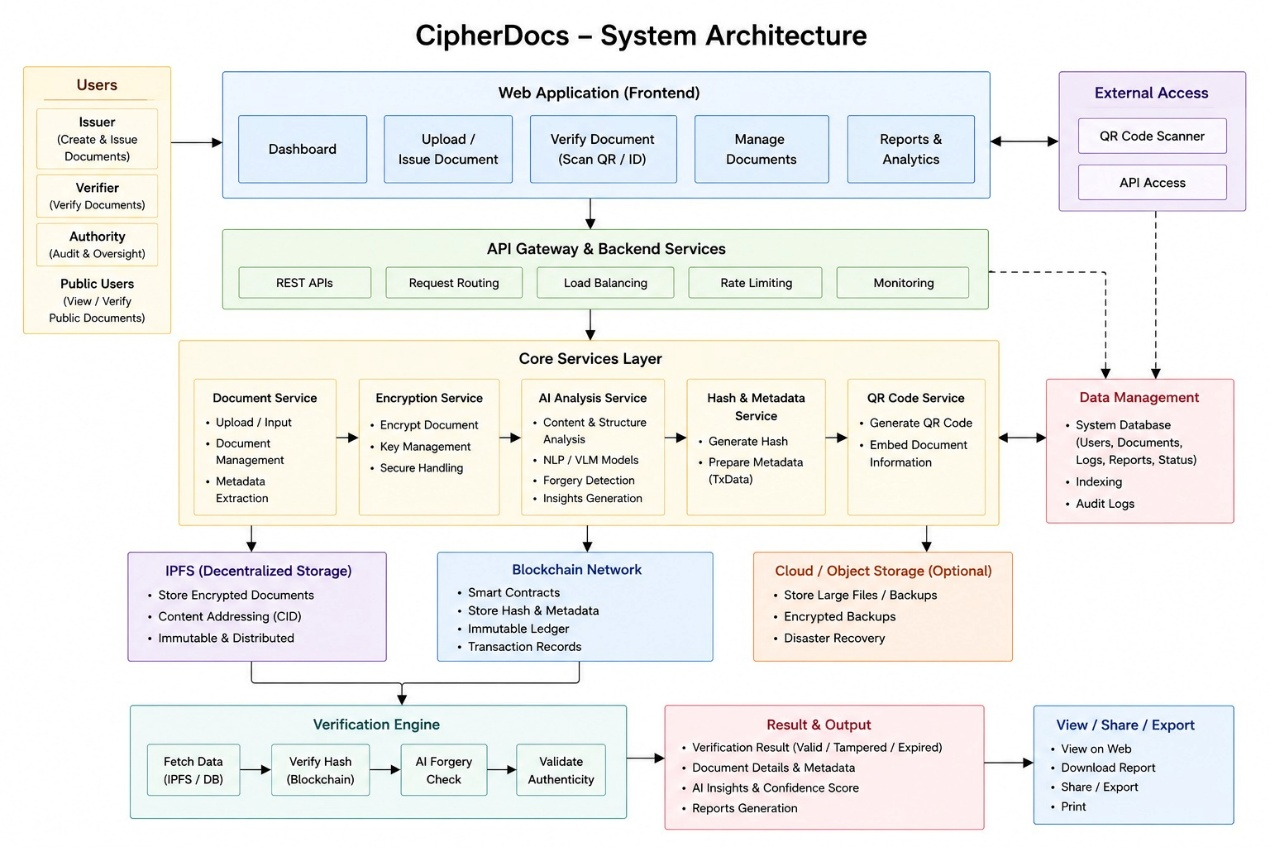 CipherDocs – System Architecture
Users
Issuer
(Create & Issue
Documents)
Verifier
(Verify Documents)
Authority
(Audit & Oversight)
Public Users
(View / Verify
Public Documents)
Web Application (Frontend)
Dashboard
Upload /
Issue Document
Verify Document
(Scan QR / ID)
Manage
Documents
Reports &
Analytics
External Access
QR Code Scanner
API Access
API Gateway & Backend Services
REST APIs
Request Routing
Load Balancing
Rate Limiting
Monitoring
Core Services Layer
Document Service
• Upload / Input
• Document
Management
• Metadata
Extraction
Encryption Service
• Encrypt Document
• Key Management
• Secure Handling
AI Analysis Service
• Content & Structure
Analysis
• NLP / VLM Models
• Forgery Detection
• Insights Generation
Hash & Metadata
Service
• Generate Hash
• Prepare Metadata
(TxData)
QR Code Service
• Generate QR Code
• Embed Document
Information
Data Management
• System Database
(Users, Documents,
Logs, Reports, Status)
• Indexing
• Audit Logs
IPFS (Decentralized Storage)
• Store Encrypted Documents
• Content Addressing (CID)
• Immutable & Distributed
Blockchain Network
• Smart Contracts
• Store Hash & Metadata
• Immutable Ledger
• Transaction Records
Cloud / Object Storage (Optional)
• Store Large Files / Backups
• Encrypted Backups
• Disaster Recovery
Verification Engine
Fetch Data
(IPFS / DB)
Verify Hash
(Blockchain)
AI Forgery
Check
Validate
Authenticity
Result & Output
• Verification Result (Valid / Tampered / Expired)
• Document Details & Metadata
• AI Insights & Confidence Score
• Reports Generation
View / Share / Export
• View on Web
• Download Report
• Share / Export
• Print